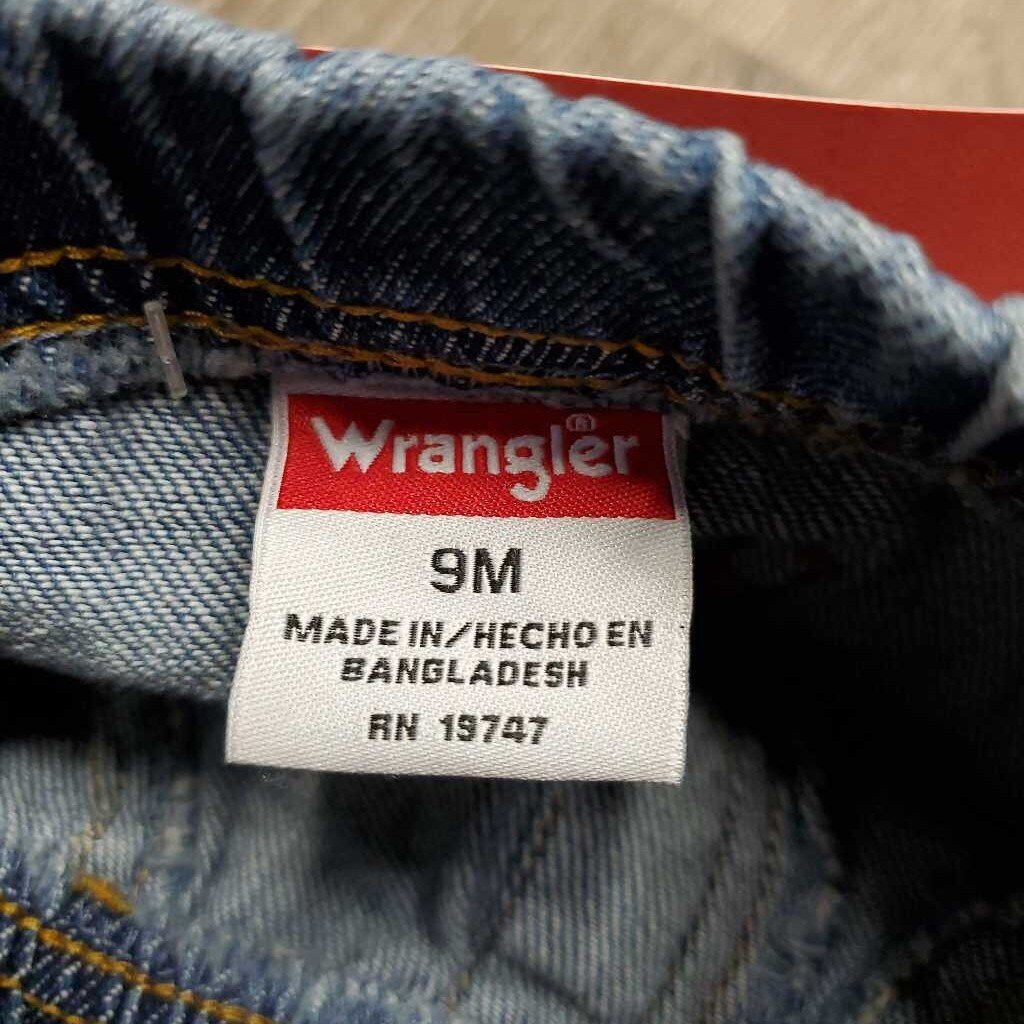 Wrangler®
9M
MADE IN/HECHO EN
BANGLADESH
RN 19747